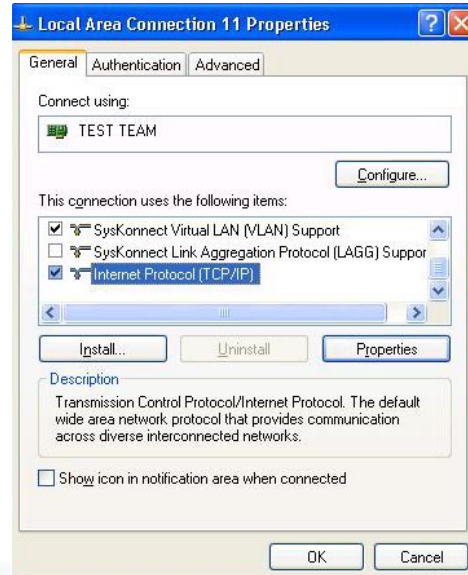 Local Area Connection 11 Properties
General
Authentication
Advanced
Connect using:
TEST TEAM
Configure...
This connection uses the following items:
SysKonnect Virtual LAN (VLAN) Support
SysKonnect Link Aggregation Protocol (LAGG) Suppor
Internet Protocol (TCP/IP)
Install...
Uninstall
Properties
Description
Transmission Control Protocol/Internet Protocol. The default
wide area network protocol that provides communication
across diverse interconnected networks.
Show icon in notification area when connected
OK
Cancel